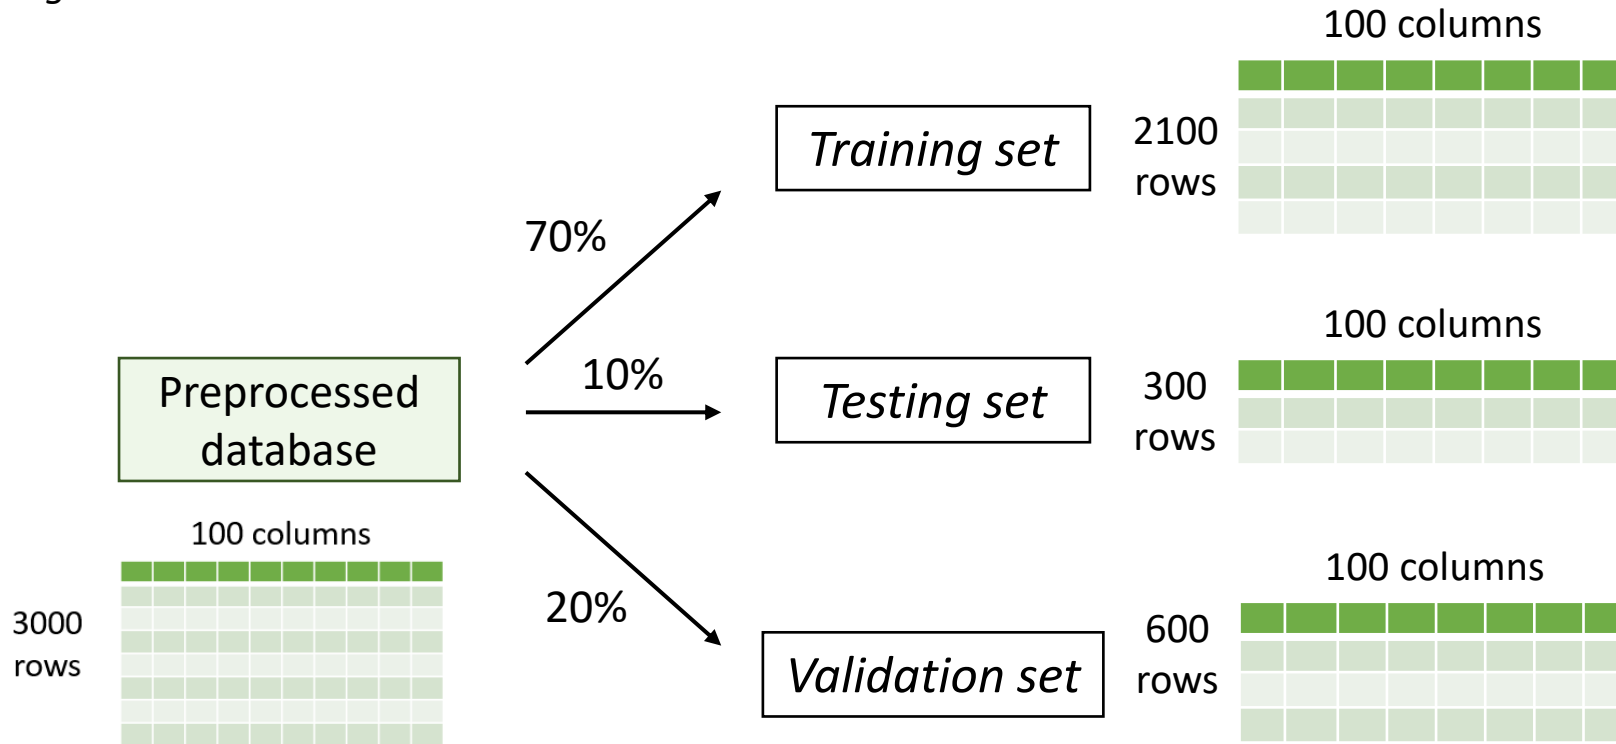 100 columns
Training set
2100
rows
70%
100 columns
10%
Testing set
300
rows
Preprocessed
database
100 columns
3000
rows
20%
100 columns
Validation set
600
rows